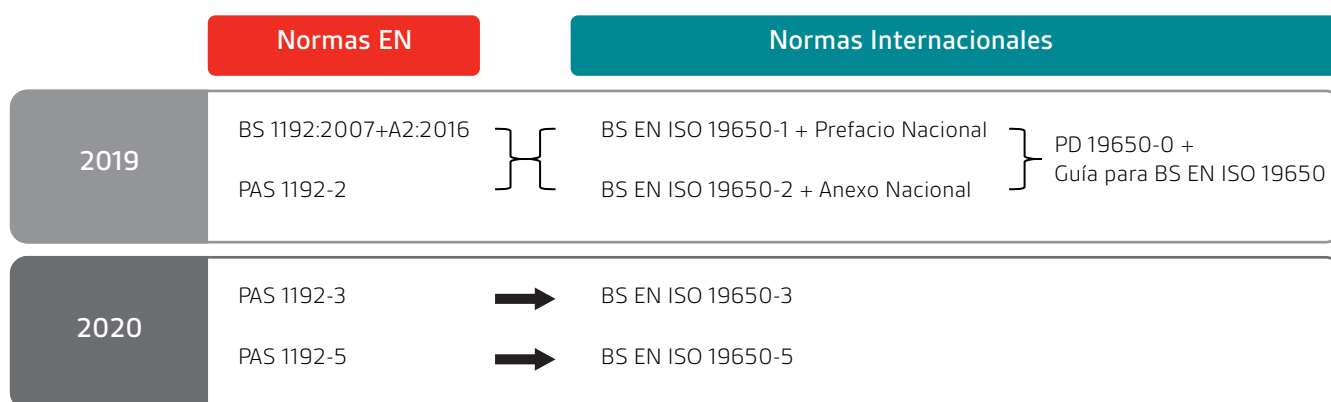 Normas EN
Normas Internacionales
2019
BS 1192:2007+A2:2016
BS EN ISO 19650-1 + Prefacio Nacional
PAS 1192-2
BS EN ISO 19650-2 + Anexo Nacional
PD 19650-0 +
Guía para BS EN ISO 19650
2020
PAS 1192-3
BS EN ISO 19650-3
PAS 1192-5
BS EN ISO 19650-5